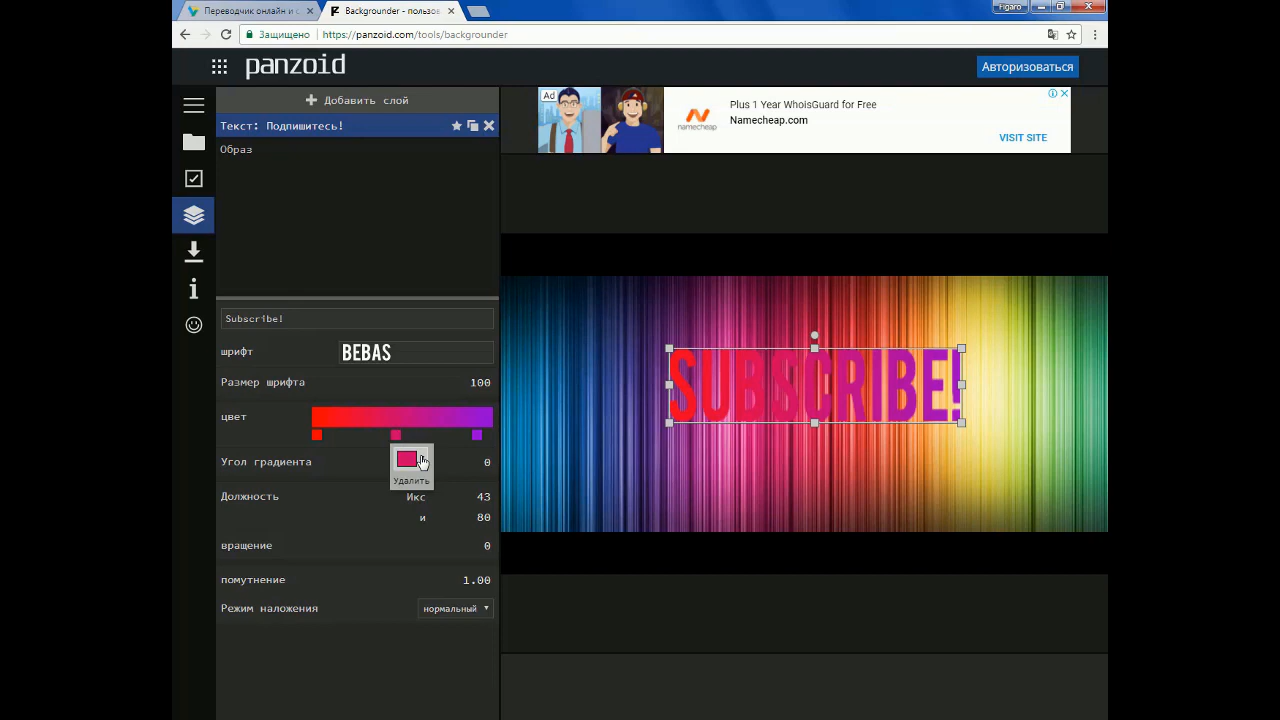 Переводчик онлайн и с
Backgrounder - пользов
Figaro
Защищено
https://panzoid.com/tools/backgrounder
panzoid
Авторизоваться
Добавить слой
Текст: Подпишитесь!
Образ
Ad
Plus 1 Year WhoisGuard for Free
Namecheap.com
namecheap
VISIT SITE
Subscribe!
шрифт
BEBAS
Размер шрифта
100
цвет
Угол градиента
0
Удалить
Должность
Икс
43
и
80
вращение
0
помутнение
1.00
Режим наложения
нормальный
SUBSCRIBE!